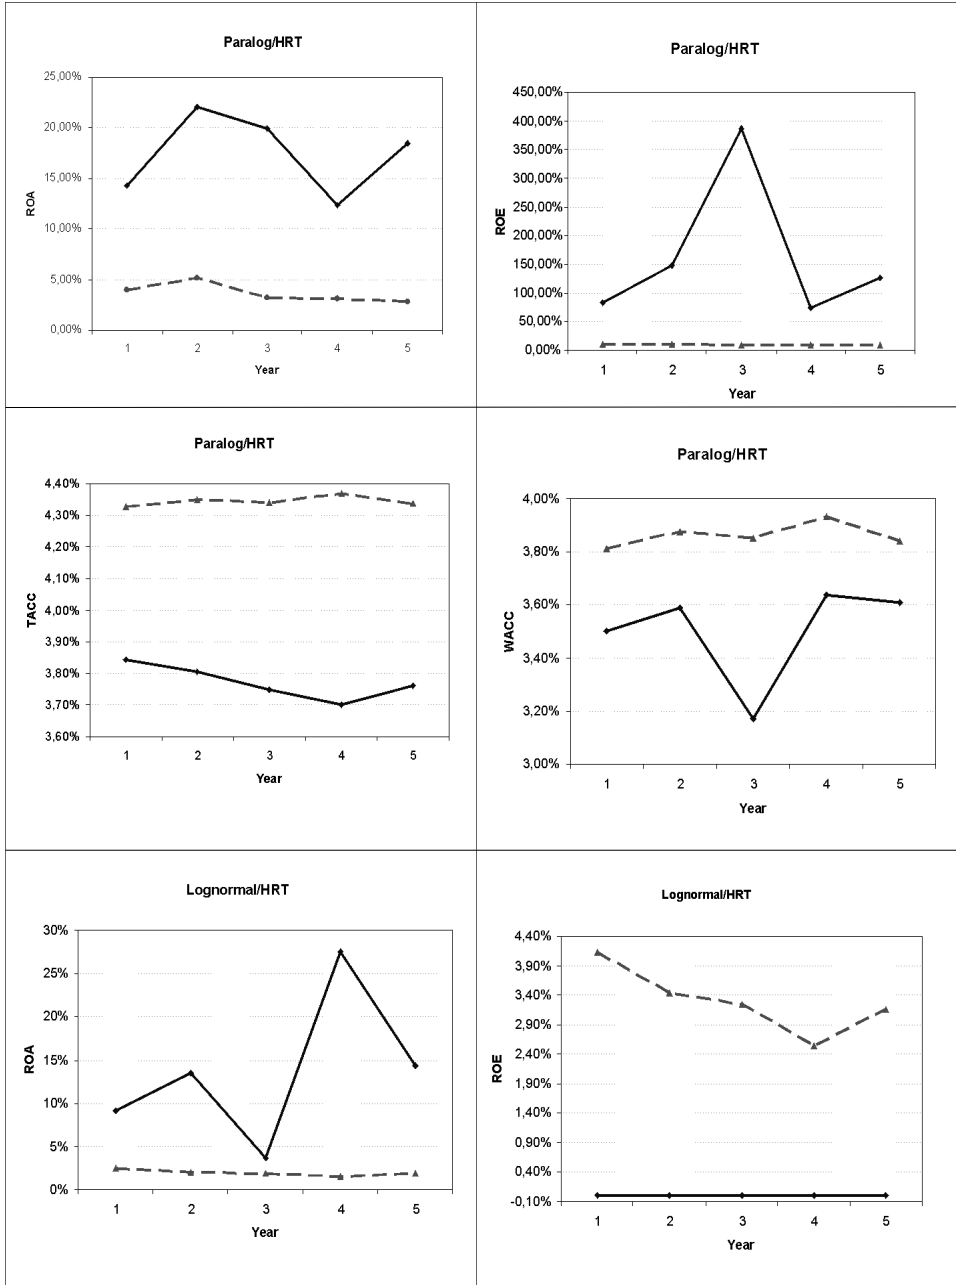 Paralog/HRT
25,00%
20,00%
15,00%
10,00%
5,00%
0,00%
ROA
1 2 3 4 5
Year
Paralog/HRT
450,00%
400,00%
350,00%
300,00%
250,00%
200,00%
150,00%
100,00%
50,00%
0,00%
ROE
1 2 3 4 5
Year
Paralog/HRT
4,40%
4,30%
4,20%
4,10%
4,00%
3,90%
3,80%
3,70%
3,60%
TACC
1 2 3 4 5
Year
Paralog/HRT
4,00%
3,80%
3,60%
3,40%
3,20%
3,00%
WACC
1 2 3 4 5
Year
Lognormal/HRT
30%
25%
20%
15%
10%
5%
0%
ROA
1 2 3 4 5
Year
Lognormal/HRT
4,40%
3,90%
3,40%
2,90%
2,40%
1,90%
1,40%
0,90%
0,40%
-0,10%
ROE
1 2 3 4 5
Year